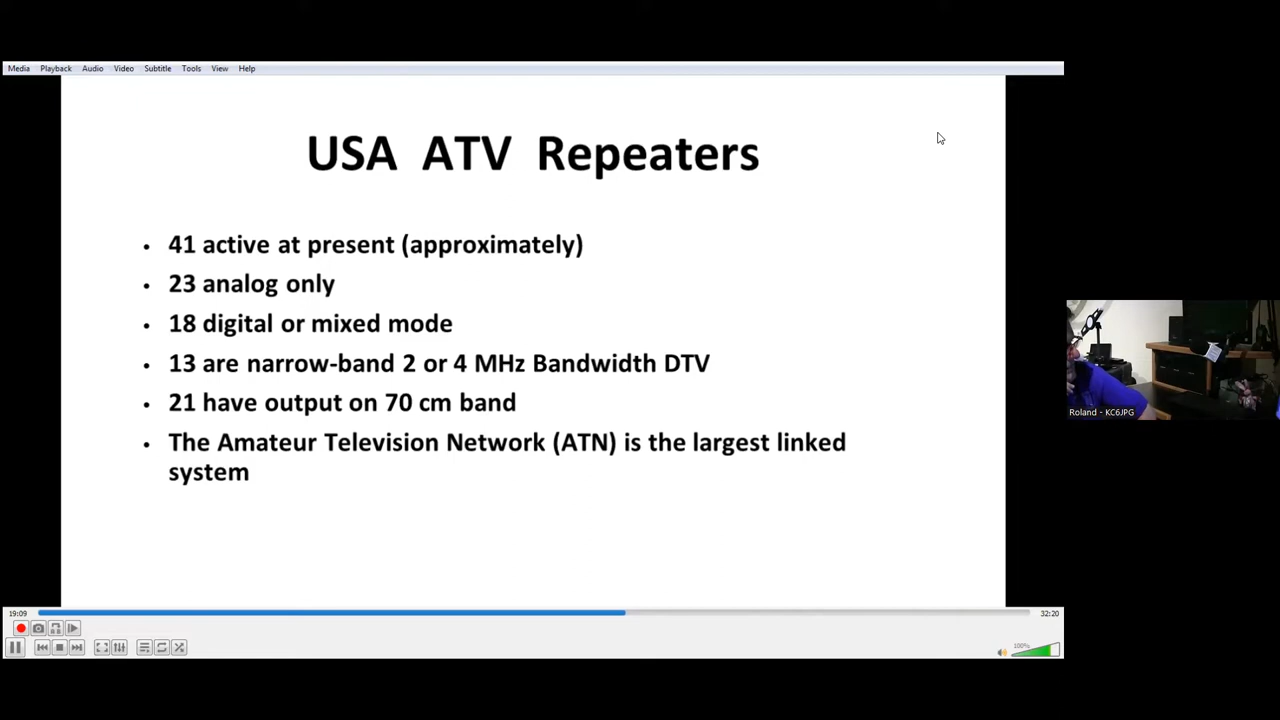 Media Playback Audio Video Subtitle Tools View Help
USA ATV Repeaters
• 41 active at present (approximately)
• 23 analog only
• 18 digital or mixed mode
• 13 are narrow-band 2 or 4 MHz Bandwidth DTV
• 21 have output on 70 cm band
• The Amateur Television Network (ATN) is the largest linked
system
Roland - KC6JPG
19:09 32:20
100%